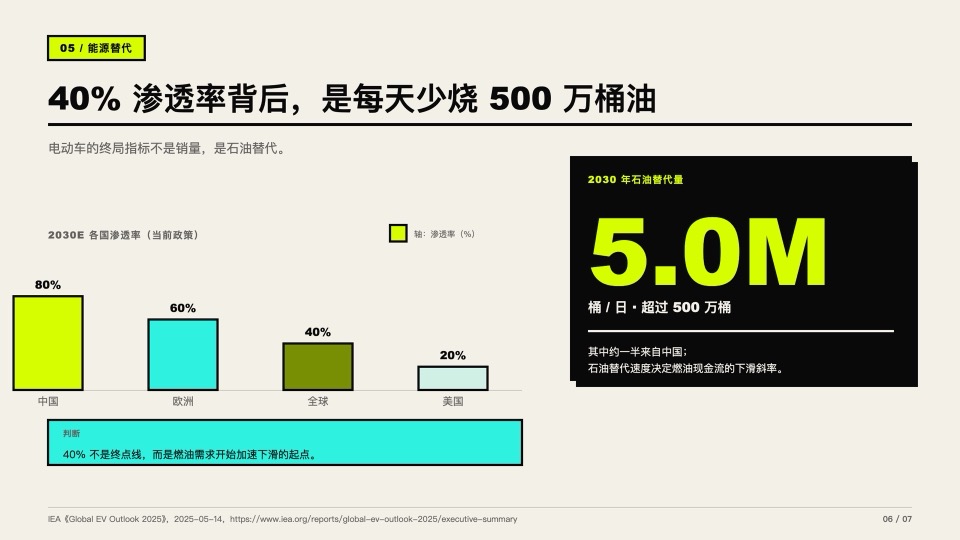 05 / 能源替代
40% 渗透率背后，是每天少烧 500 万桶油
电动车的终局指标不是销量，是石油替代。
2030E 各国渗透率（当前政策）
轴：渗透率（%）
80%
60%
40%
20%
中国
欧洲
全球
美国
判断
40% 不是终点线，而是燃油需求开始加速下滑的起点。
2030 年石油替代量
5.0M
桶 / 日·超过 500 万桶
其中约一半来自中国；
石油替代速度决定燃油现金流的下滑斜率。
IEA《Global EV Outlook 2025》，2025-05-14，https://www.iea.org/reports/global-ev-outlook-2025/executive-summary
06 / 07